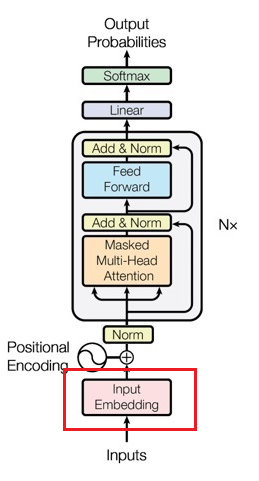 Output
Probabilities
Softmax
Linear
Add & Norm
Feed
Forward
Add & Norm
Masked
Multi-Head
Attention
N×
Norm
Positional
Encoding
Input
Embedding
Inputs